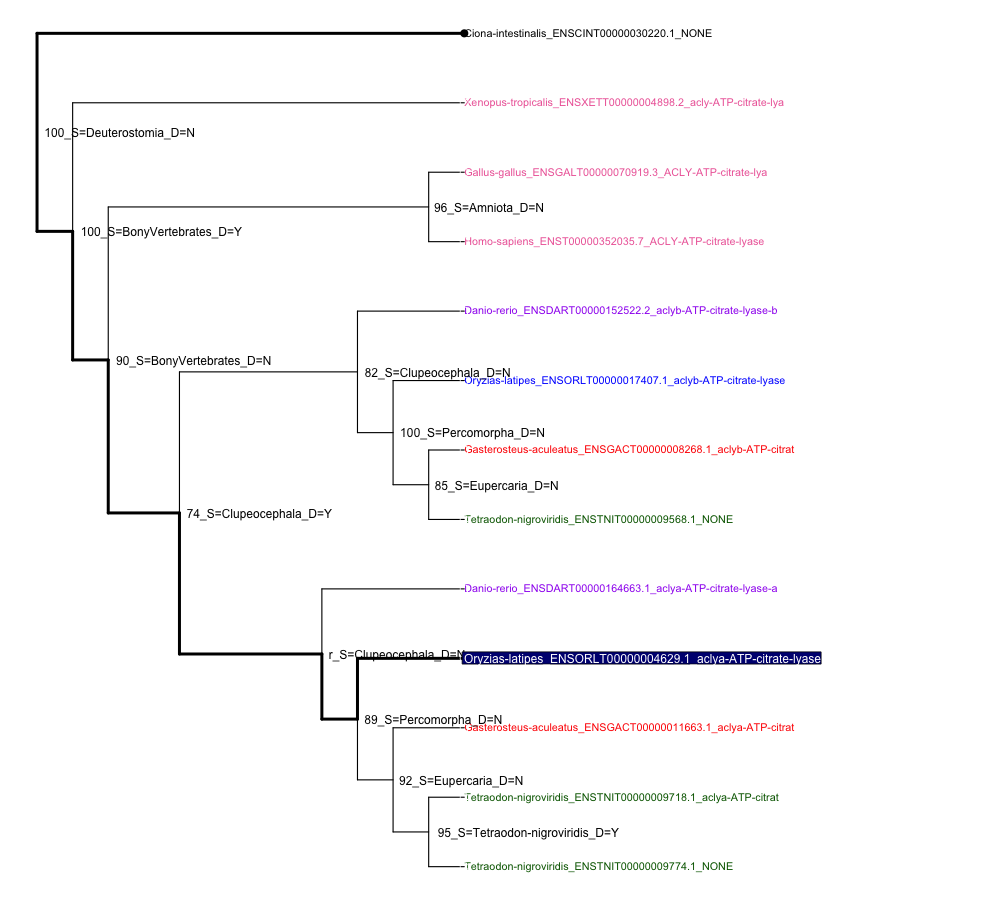 Ciona-intestinalis_ENSCINT00000030220.1_NONE
Xenopus-tropicalis_ENSXETT00000004898.2_acly-ATP-citrate-lya
100_S=Deuterostomia_D=N
Gallus-gallus_ENSGALT00000070919.3_ACLY-ATP-citrate-lya
96_S=Amniota_D=N
100_S=BonyVertebrates_D=Y
Homo-sapiens_ENST00000352035.7_ACLY-ATP-citrate-lyase
Danio-rerio_ENSDART00000152522.2_aclyb-ATP-citrate-lyase-b
90_S=BonyVertebrates_D=N
82_S=Clupeocephala_D=N
Oryzias-latipes_ENSORLT00000017407.1_aclyb-ATP-citrate-lyase
100_S=Percomorpha_D=N
Gasterosteus-aculeatus_ENSGACT00000008268.1_aclyb-ATP-citrat
85_S=Eupercaria_D=N
74_S=Clupeocephala_D=Y
Tetraodon-nigroviridis_ENSTNIT00000009568.1_NONE
Danio-rerio_ENSDART00000164663.1_aclya-ATP-citrate-lyase-a
r_S=Clupeocephala_D=N
Oryzias-latipes_ENSORLT00000004629.1_aclya-ATP-citrate-lyase
89_S=Percomorpha_D=N
Gasterosteus-aculeatus_ENSGACT00000011663.1_aclya-ATP-citrat
92_S=Eupercaria_D=N
Tetraodon-nigroviridis_ENSTNIT00000009718.1_aclya-ATP-citrat
95_S=Tetraodon-nigroviridis_D=Y
Tetraodon-nigroviridis_ENSTNIT00000009774.1_NONE